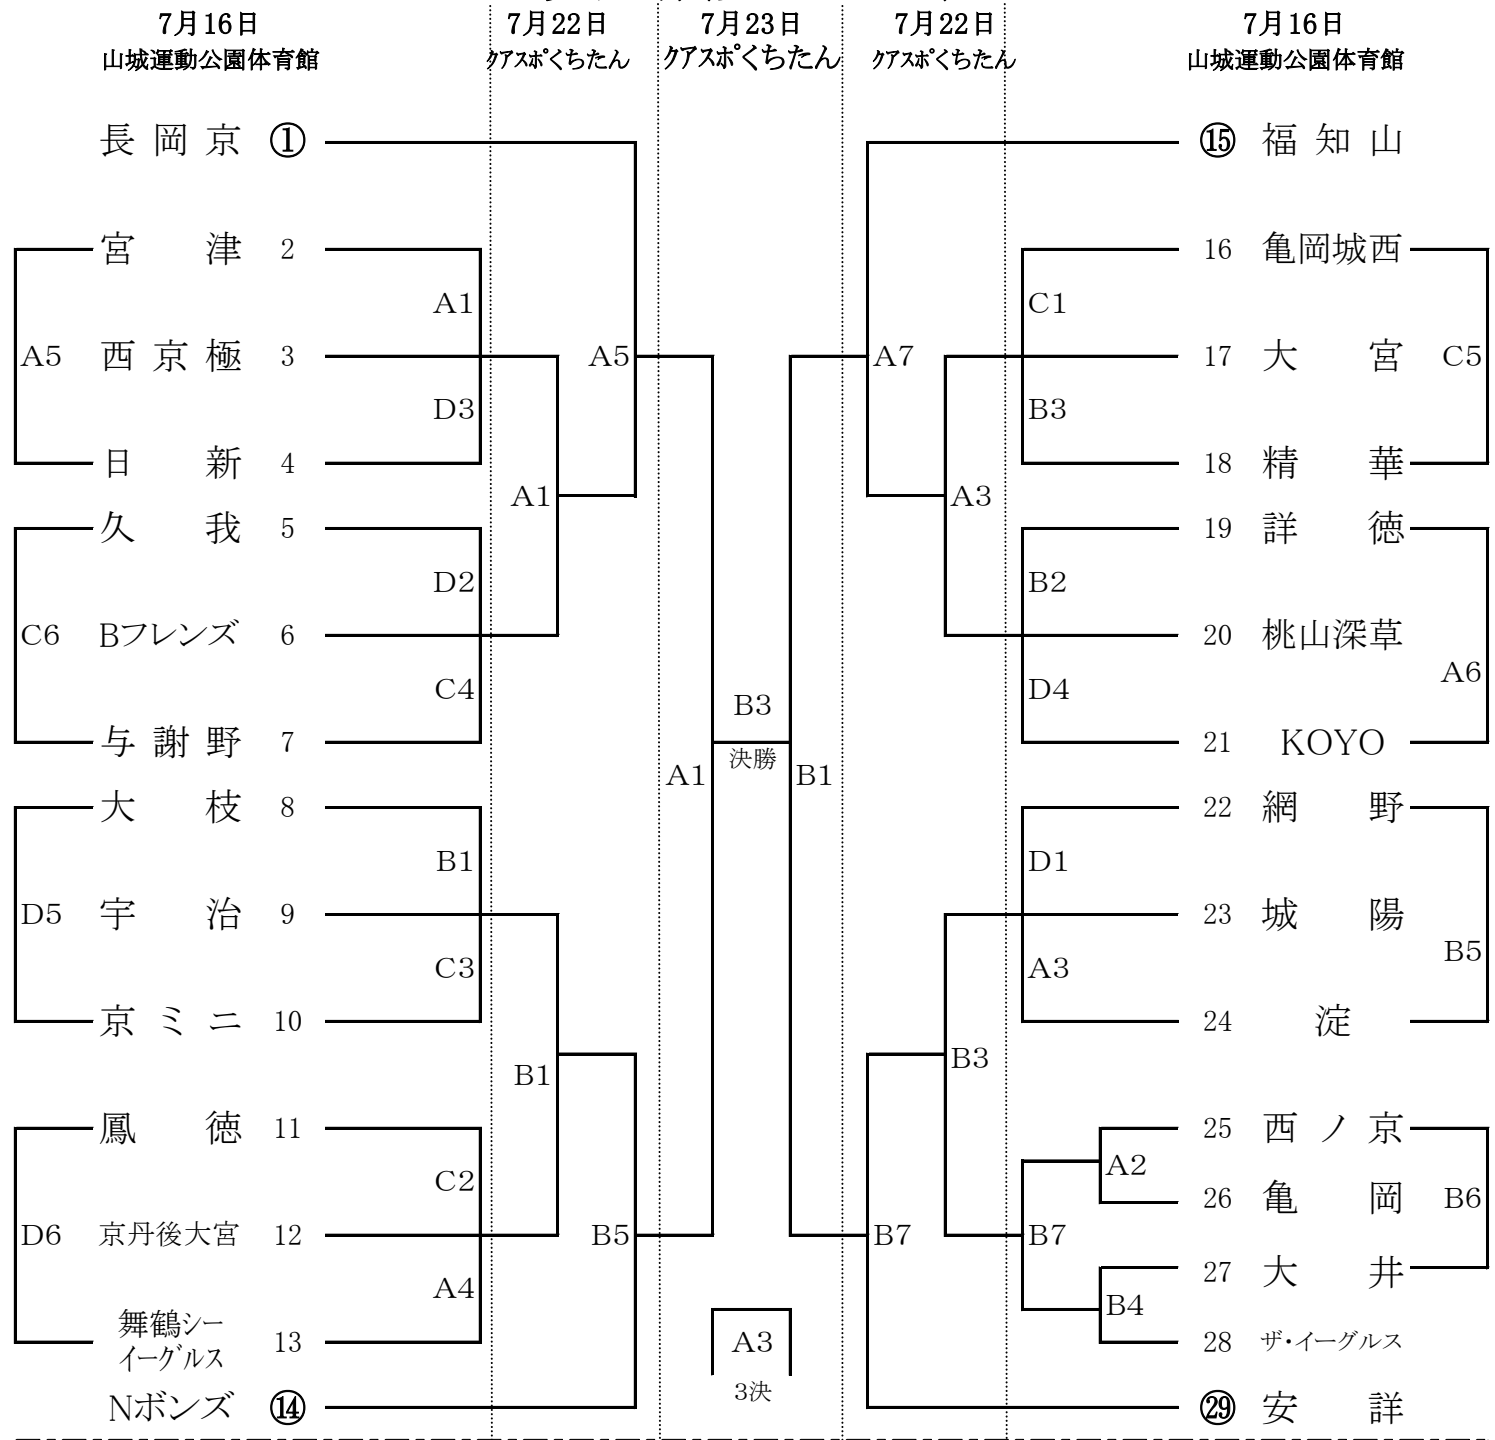 7月16日 7月22日 7月23日 7月22日 7月16日
山城運動公園体育館 ｸｱｽﾎﾟくちたん ｸｱｽﾎﾟくちたん ｸｱｽﾎﾟくちたん 山城運動公園体育館
長岡京 ① ⑮ 福知山
宮津 2 16 亀岡城西
A1 C1
A5 西京極 3 A5 A7 17 大宮 C5
D3 B3
日新 4 18 精華
A1 A3
久我 5 19 詳徳
D2 B2
C6 Bフレンズ 6 20 桃山深草
A6
C4 D4
B3
与謝野 7 21 KOYO
決勝
A1 B1
大枝 8 22 網野
B1 D1
D5 宇治 9 23 城陽
B5
C3 A3
京ミニ 10 24 淀
B1 B3
鳳徳 11 25 西ノ京
A2
C2
26 亀岡 B6
D6 京丹後大宮 12 B5 B7 B7
27 大井
A4 B4
舞鶴シー
イーグルス 13 A3 28 ザ・イーグルス
3決
Nボンズ ⑭ ㉙ 安詳